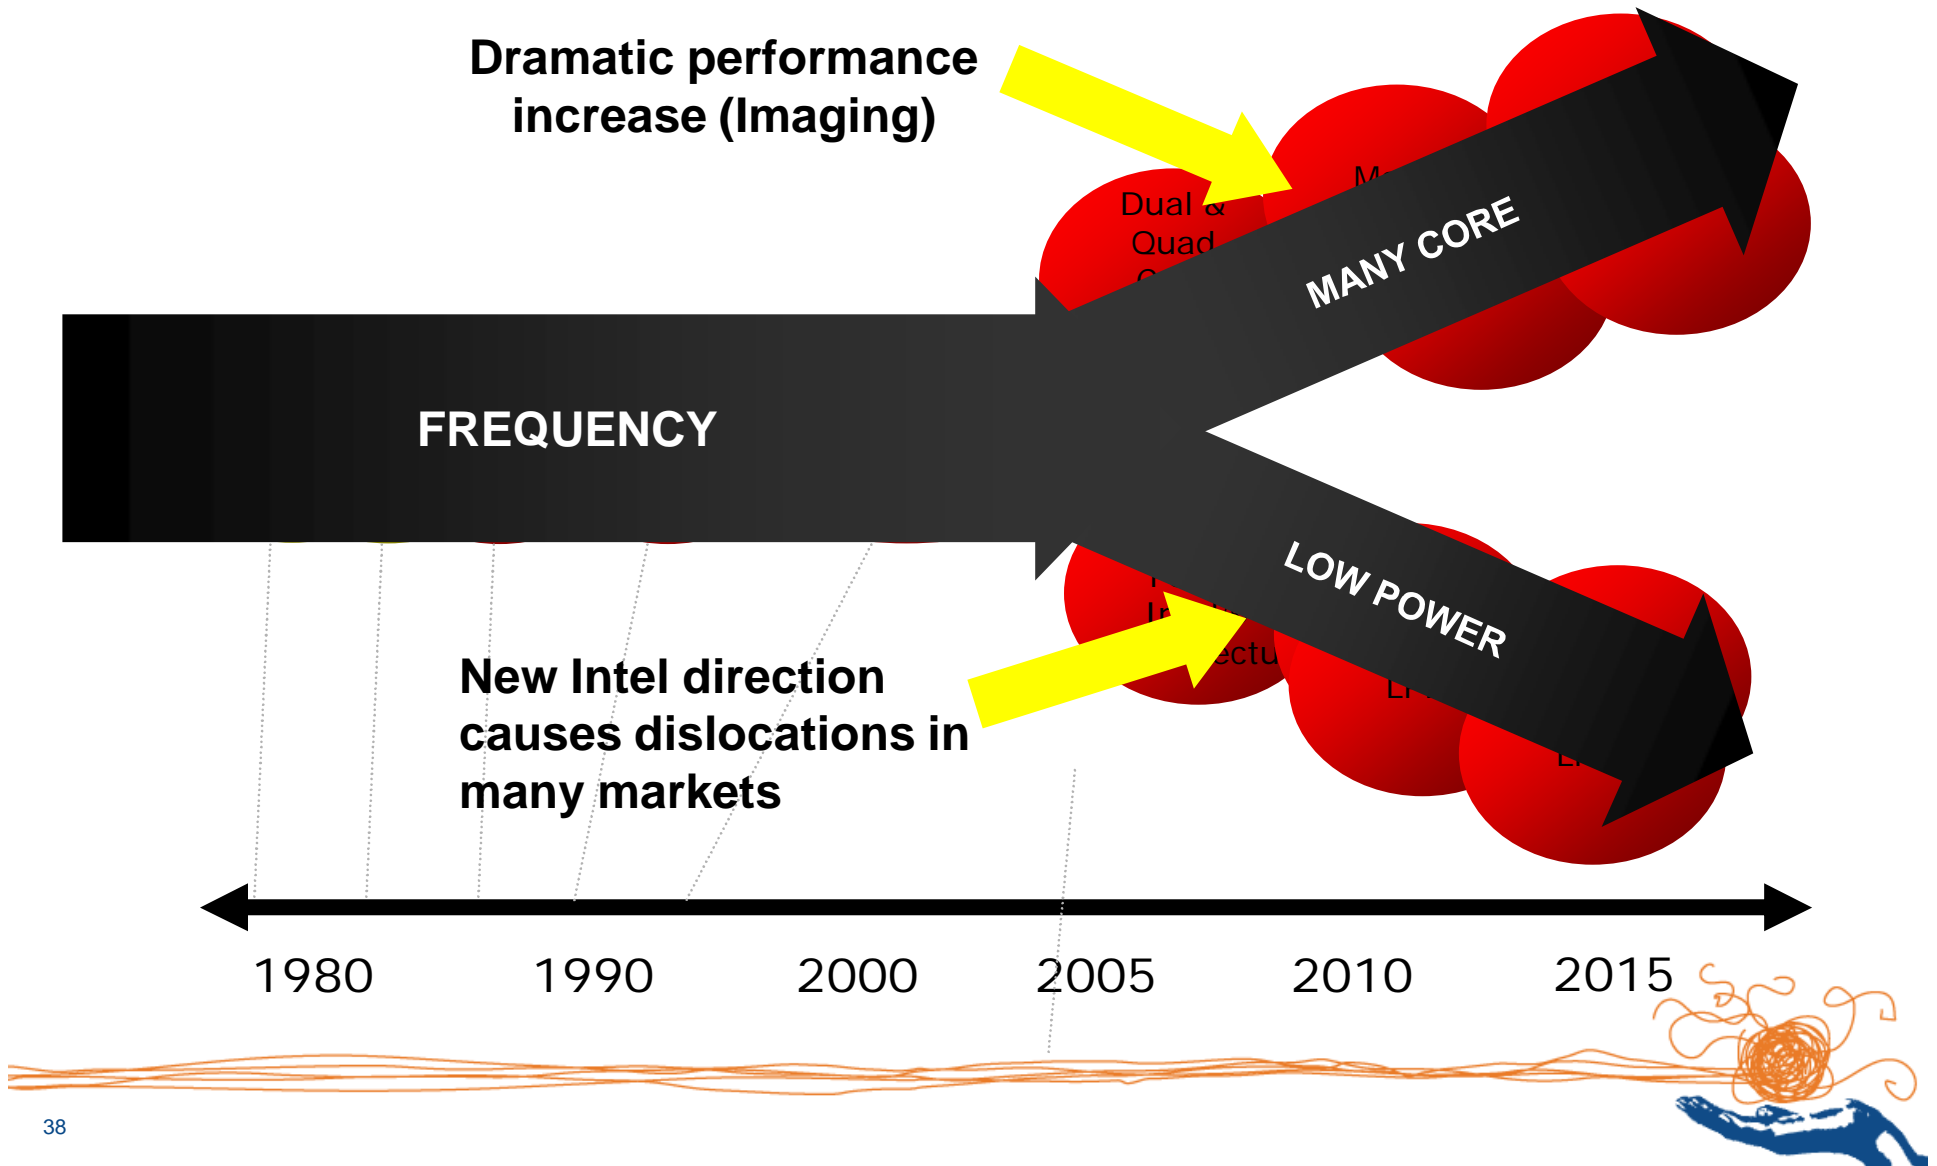 Dramatic performance
increase (Imaging)
Dual &
Quad
MANY CORE
FREQUENCY
LOW POWER
New Intel direction
causes dislocations in
many markets
1980 1990 2000 2005 2010 2015
38